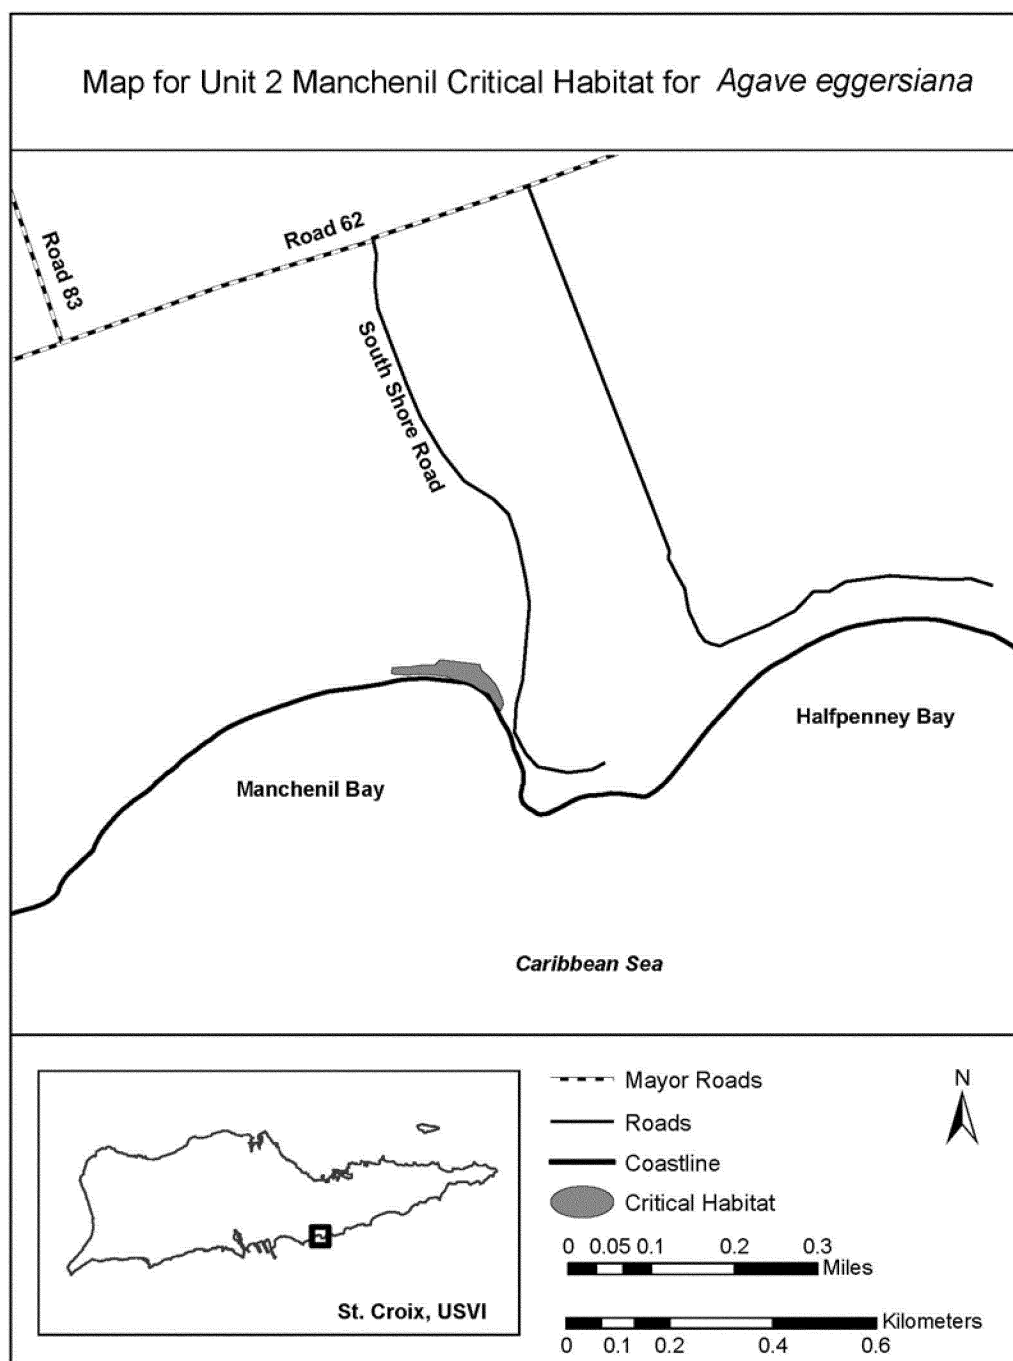 Map for Unit 2 Manchenil Critical Habitat for Agave eggersiana
Road 62
Road 83
South Shore Road
Halfpenney Bay
Manchenil Bay
Caribbean Sea
St. Croix, USVI
N
Mayor Roads
Roads
Coastline
Critical Habitat
0 0.05 0.1 0.2 0.3
Miles
Kilometers
0 0.1 0.2 0.4 0.6